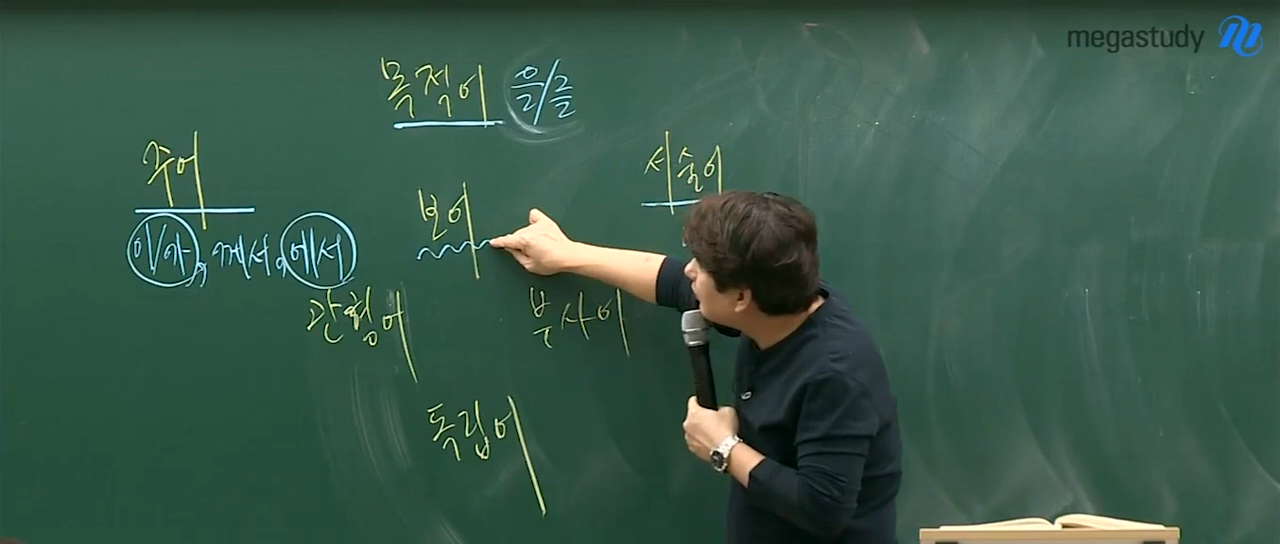 megastudy
목적어 을/를
주어
서술어
이/가, 께서, 에서
보어
관형어
부사어
독립어